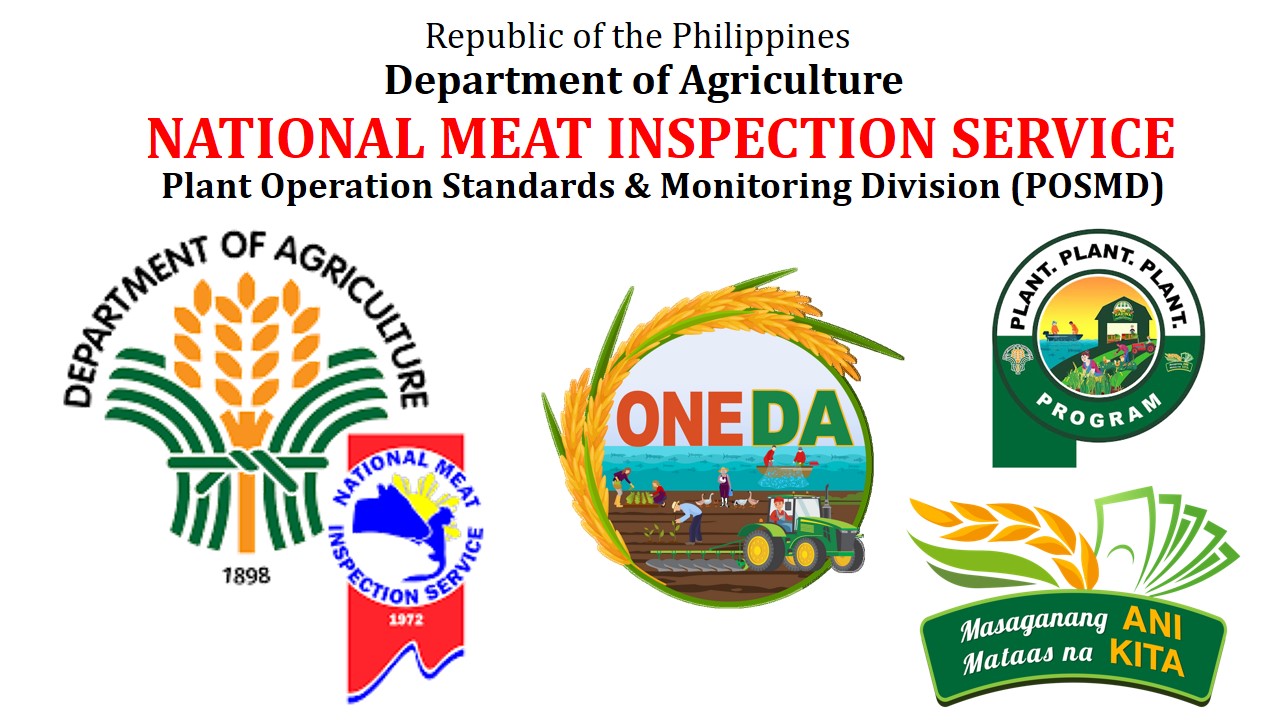 Republic of the Philippines
Department of Agriculture
NATIONAL MEAT INSPECTION SERVICE
Plant Operation Standards & Monitoring Division (POSMD)
DEPARTMENT OF AGRICULTURE
1898
NATIONAL MEAT
INSPECTION SERVICE
1972
ONE DA
PLANT. PLANT. PLANT.
PROGRAM
Masaganang ANI
Mataas na KITA